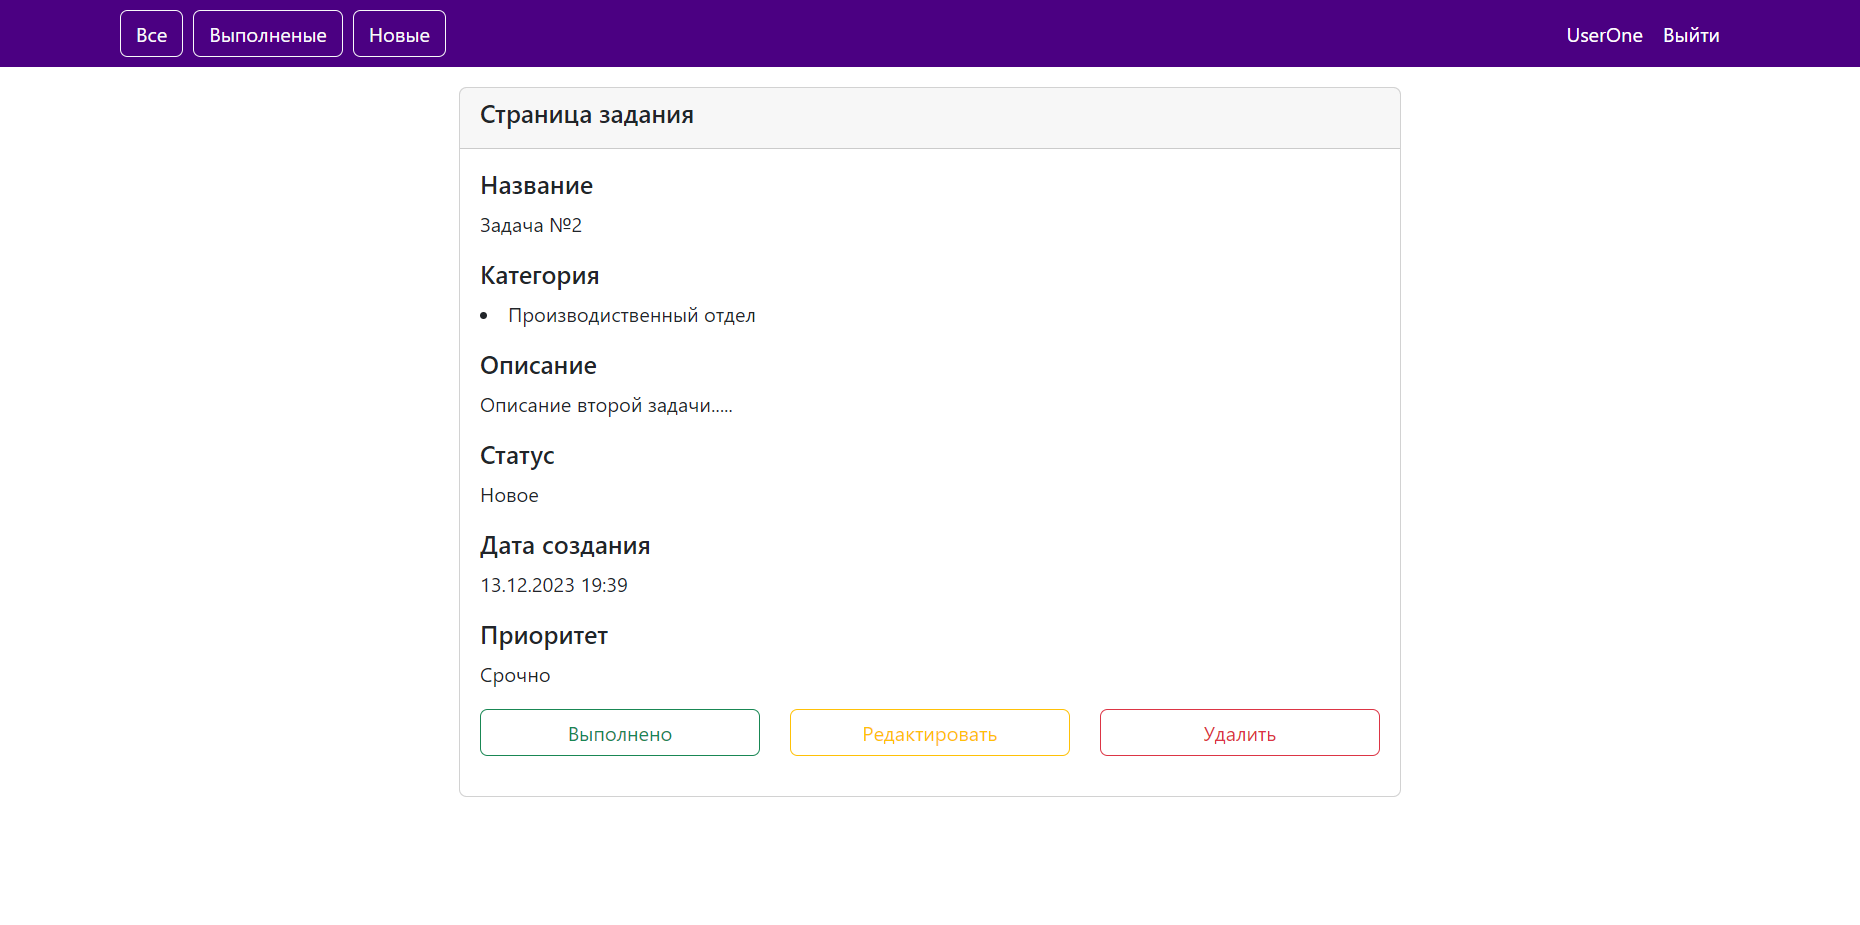 Все Выполненые Новые UserOne Выйти
Страница задания
Название
Задача №2
Категория
• Производиственный отдел
Описание
Описание второй задачи.....
Статус
Новое
Дата создания
13.12.2023 19:39
Приоритет
Срочно
Выполнено Редактировать Удалить